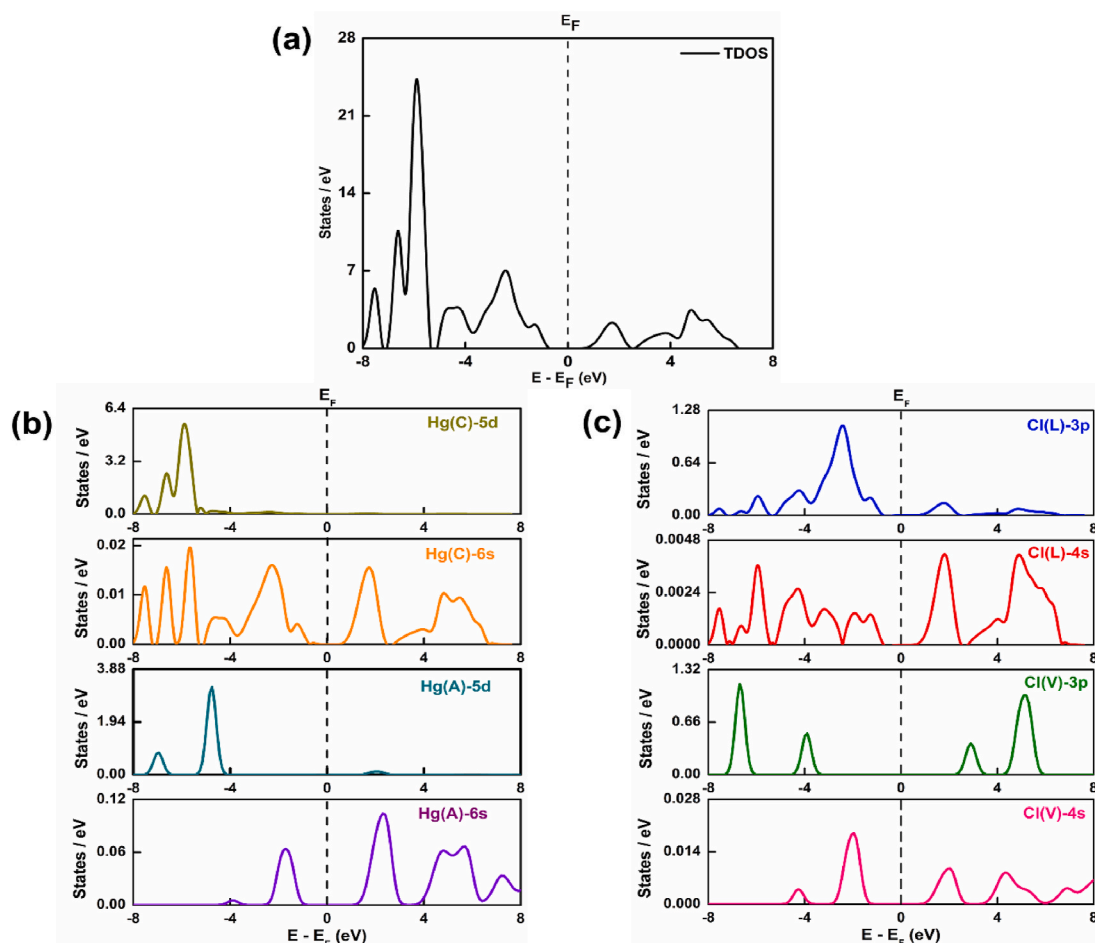 (a)
E_F
28
21
14
7
0
States / eV
TDOS
-8 -4 0 4 8
E - E_F (eV)
(b)
E_F
6.4
3.2
0.0
States / eV
Hg(C)-5d
-8 -4 0 4 8
0.02
0.01
0.00
States / eV
Hg(C)-6s
-8 -4 0 4 8
3.88
1.94
0.00
States / eV
Hg(A)-5d
-8 -4 0 4 8
0.12
0.06
0.00
States / eV
Hg(A)-6s
-8 -4 0 4 8
E - E_F (eV)
(c)
E_F
1.28
0.64
0.00
States / eV
Cl(L)-3p
-8 -4 0 4 8
0.0048
0.0024
0.0000
States / eV
Cl(L)-4s
-8 -4 0 4 8
1.32
0.66
0.00
States / eV
Cl(V)-3p
-8 -4 0 4 8
0.028
0.014
0.000
States / eV
Cl(V)-4s
-8 -4 0 4 8
E - E_F (eV)